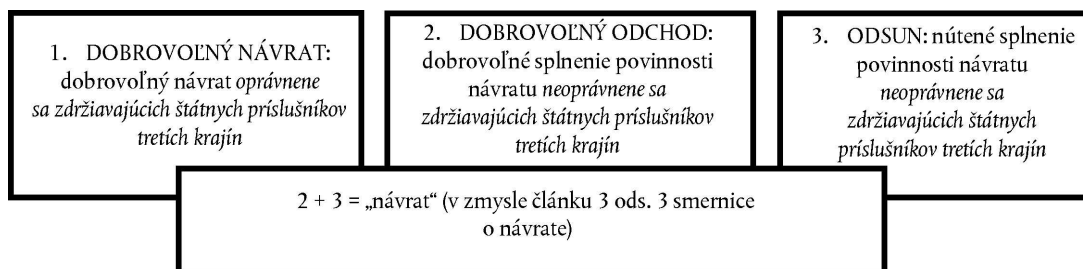 1. DOBROVOĽNÝ NÁVRAT:
dobrovoľný návrat oprávnene
sa zdržiavajúcich štátnych príslušníkov
tretích krajín
2. DOBROVOĽNÝ ODCHOD:
dobrovoľné splnenie povinnosti
návratu neoprávnene sa
zdržiavajúcich štátnych príslušníkov
tretích krajín
3. ODSUN: nútené splnenie
povinnosti návratu
neoprávnene sa
zdržiavajúcich štátnych
príslušníkov tretích krajín
2 + 3 = „návrat“ (v zmysle článku 3 ods. 3 smernice
o návrate)